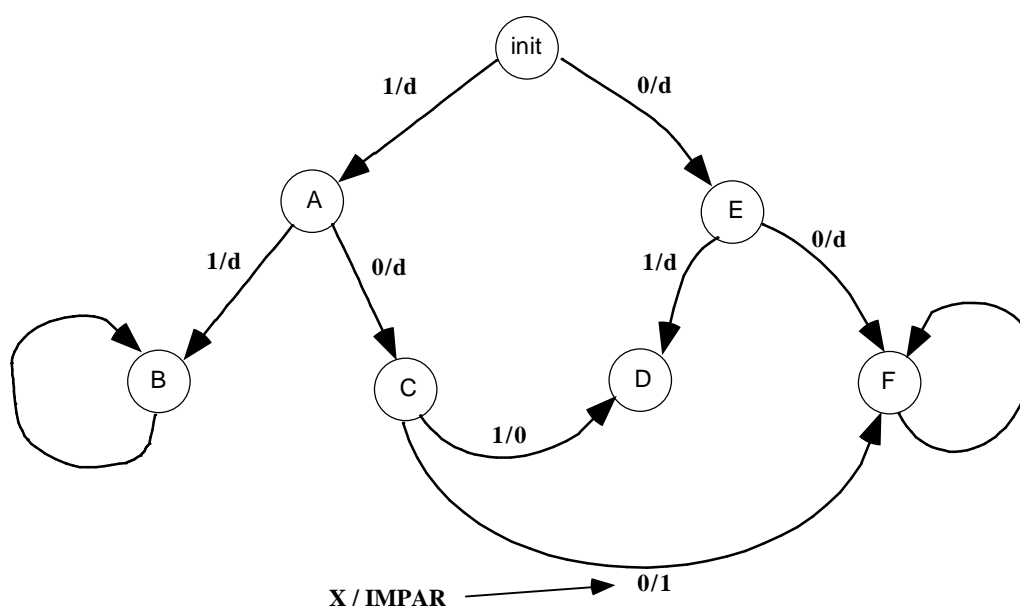 init
1/d
0/d
A
E
1/d
0/d
1/d
0/d
B
C
D
F
1/0
0/1
X / IMPAR